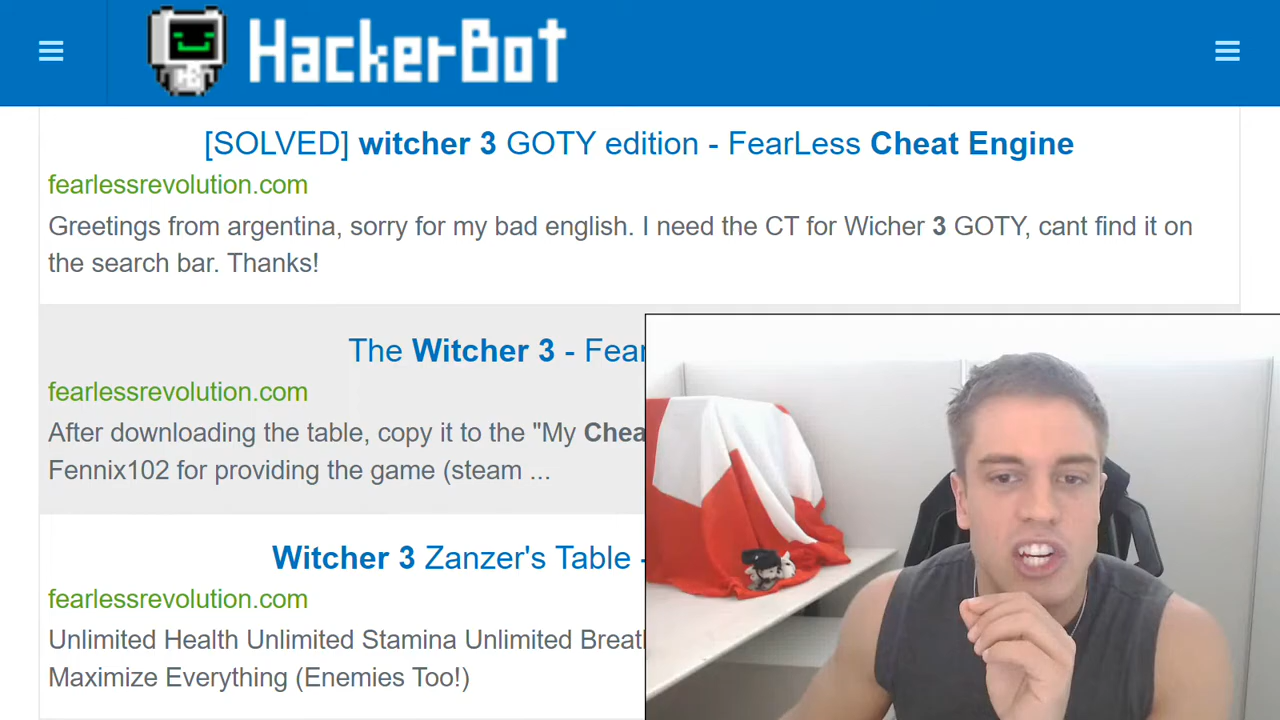 HackerBot
[SOLVED] witcher 3 GOTY edition - FearLess Cheat Engine
fearlessrevolution.com
Greetings from argentina, sorry for my bad english. I need the CT for Wicher 3 GOTY, cant find it on
the search bar. Thanks!
The Witcher 3 - Fear
fearlessrevolution.com
After downloading the table, copy it to the "My Chea
Fennix102 for providing the game (steam ...
Witcher 3 Zanzer's Table -
fearlessrevolution.com
Unlimited Health Unlimited Stamina Unlimited Breat
Maximize Everything (Enemies Too!)